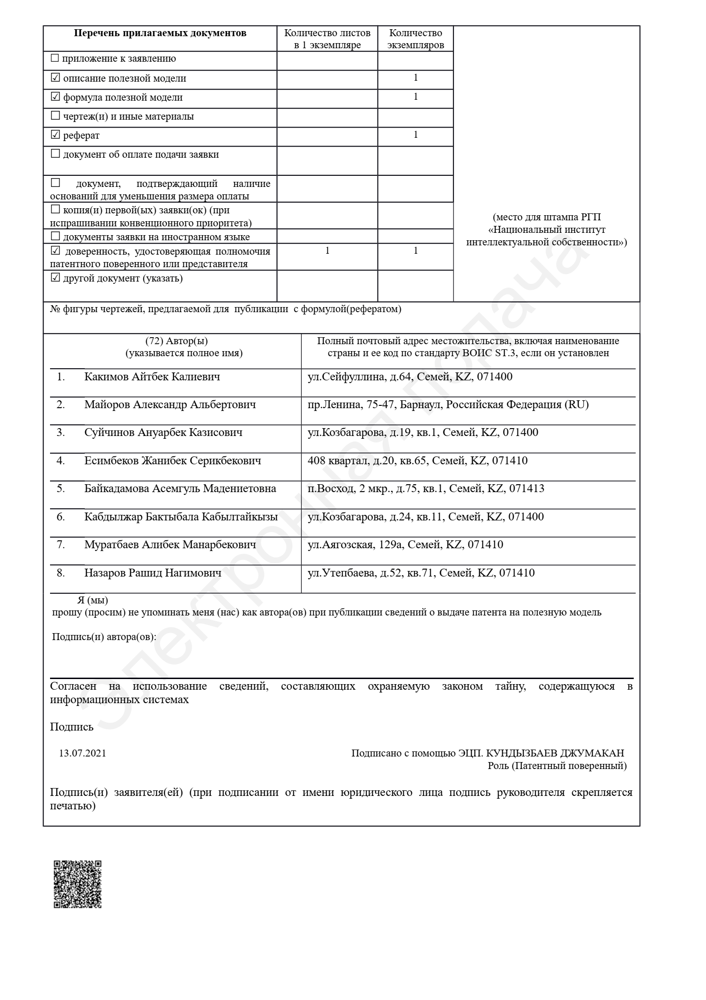 Перечень прилагаемых документов
Количество листов
в 1 экземпляре
Количество
экземпляров
☐ приложение к заявлению
☑ описание полезной модели
1
☑ формула полезной модели
1
☐ чертеж(и) и иные материалы
☑ реферат
1
☐ документ об оплате подачи заявки
☐ документ, подтверждающий наличие
оснований для уменьшения размера оплаты
☐ копия(и) первой(ых) заявки(ок) (при
испрашивании конвенционного приоритета)
☐ документы заявки на иностранном языке
☑ доверенность, удостоверяющая полномочия
патентного поверенного или представителя
1
1
☑ другой документ (указать)
(место для штампа РГП
«Национальный институт
интеллектуальной собственности»)
№ фигуры чертежей, предлагаемой для публикации с формулой(рефератом)
(72) Автор(ы)
(указывается полное имя)
Полный почтовый адрес местожительства, включая наименование
страны и ее код по стандарту ВОИС ST.3, если он установлен
1. Какимов Айтбек Калиевич
ул.Сейфуллина, д.64, Семей, KZ, 071400
2. Майоров Александр Альбертович
пр.Ленина, 75-47, Барнаул, Российская Федерация (RU)
3. Суйчинов Ануарбек Казисович
ул.Козбагарова, д.19, кв.1, Семей, KZ, 071400
4. Есимбеков Жанибек Серикбекович
408 квартал, д.20, кв.65, Семей, KZ, 071410
5. Байкадамова Асемгуль Мадениетовна
п.Восход, 2 мкр., д.75, кв.1, Семей, KZ, 071413
6. Кабдылжар Бактыбала Кабылтайкызы
ул.Козбагарова, д.24, кв.11, Семей, KZ, 071400
7. Муратбаев Алибек Манарбекович
ул.Аягозская, 129а, Семей, KZ, 071410
8. Назаров Рашид Нагимович
ул.Утепбаева, д.52, кв.71, Семей, KZ, 071410
Я (мы)
прошу (просим) не упоминать меня (нас) как автора(ов) при публикации сведений о выдаче патента на полезную модель
Подпись(и) автора(ов):
Согласен на использование сведений, составляющих охраняемую законом тайну, содержащуюся в
информационных системах
Подпись
13.07.2021
Подписано с помощью ЭЦП. КУНДЫЗБАЕВ ДЖУМАКАН
Роль (Патентный поверенный)
Подпись(и) заявителя(ей) (при подписании от имени юридического лица подпись руководителя скрепляется
печатью)
Электронная подача